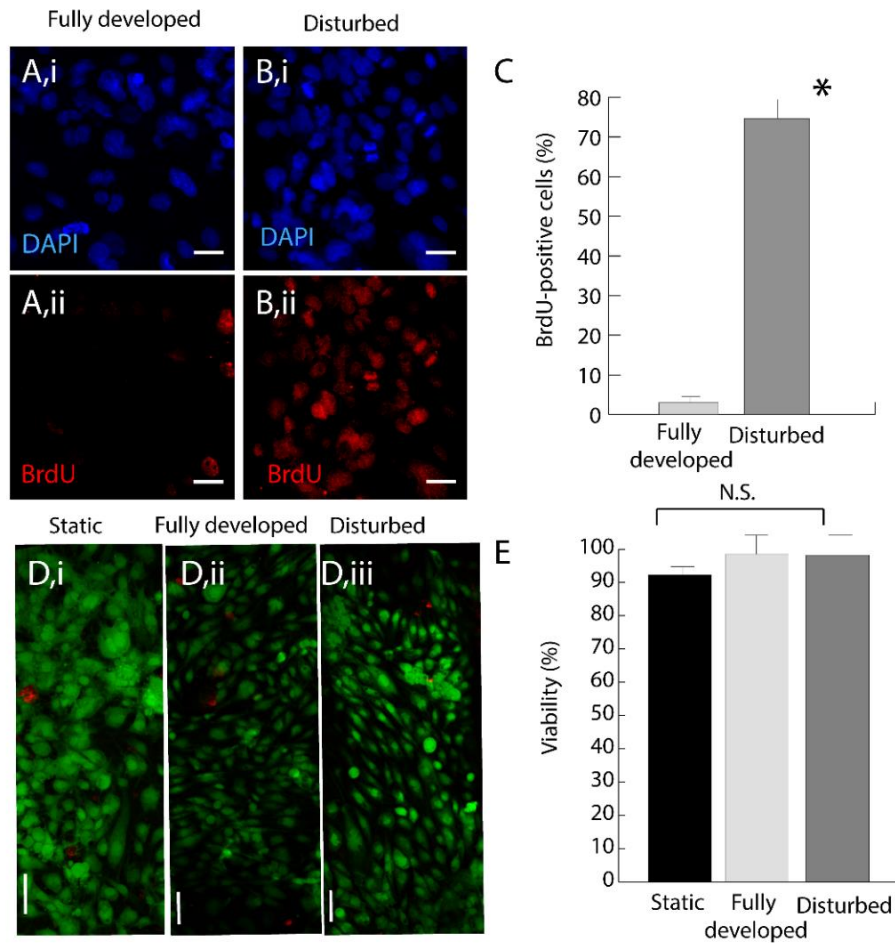 Fully developed
Disturbed
A,i
DAPI
B,i
DAPI
A,ii
BrdU
B,ii
BrdU
C
BrdU-positive cells (%)
80
70
60
50
40
30
20
10
0
*
Fully
developed
Disturbed
Static
Fully developed
Disturbed
D,i
D,ii
D,iii
E
N.S.
Viability (%)
100
90
80
70
60
50
40
30
20
10
0
Static
Fully
developed
Disturbed